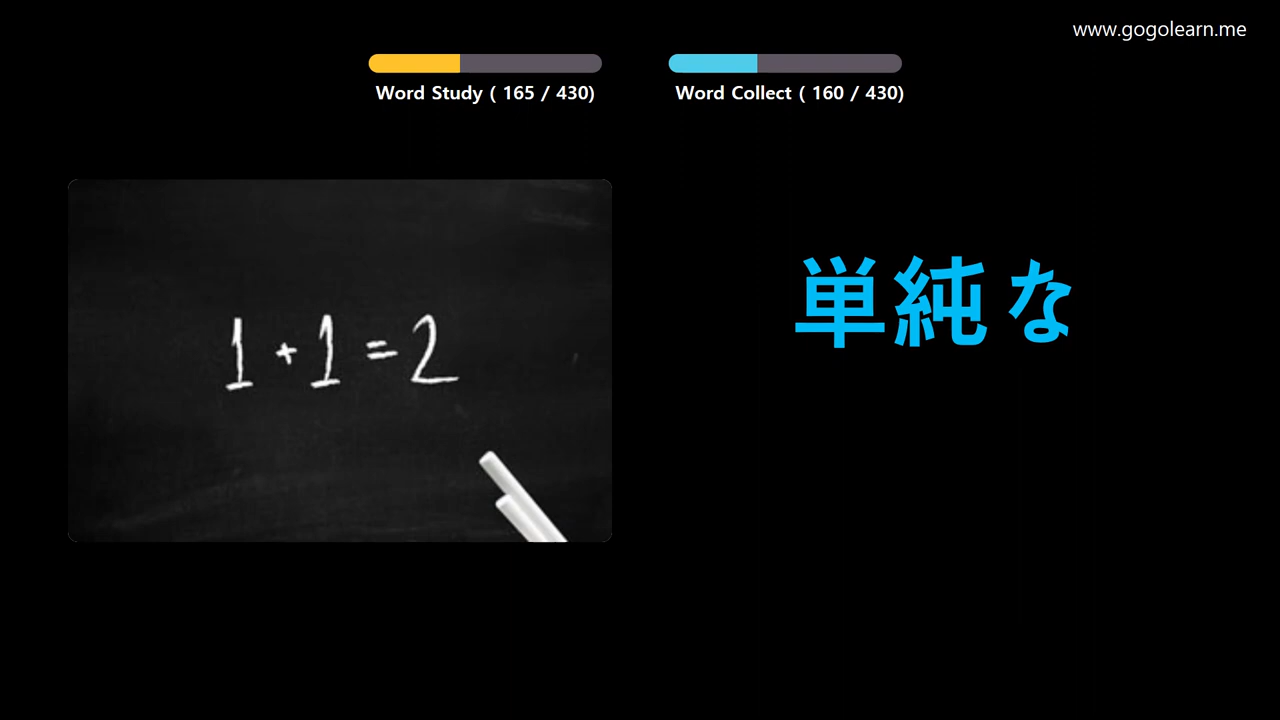 www.gogolearn.me
Word Study ( 165 / 430)
Word Collect ( 160 / 430)
1 + 1 = 2
単純な